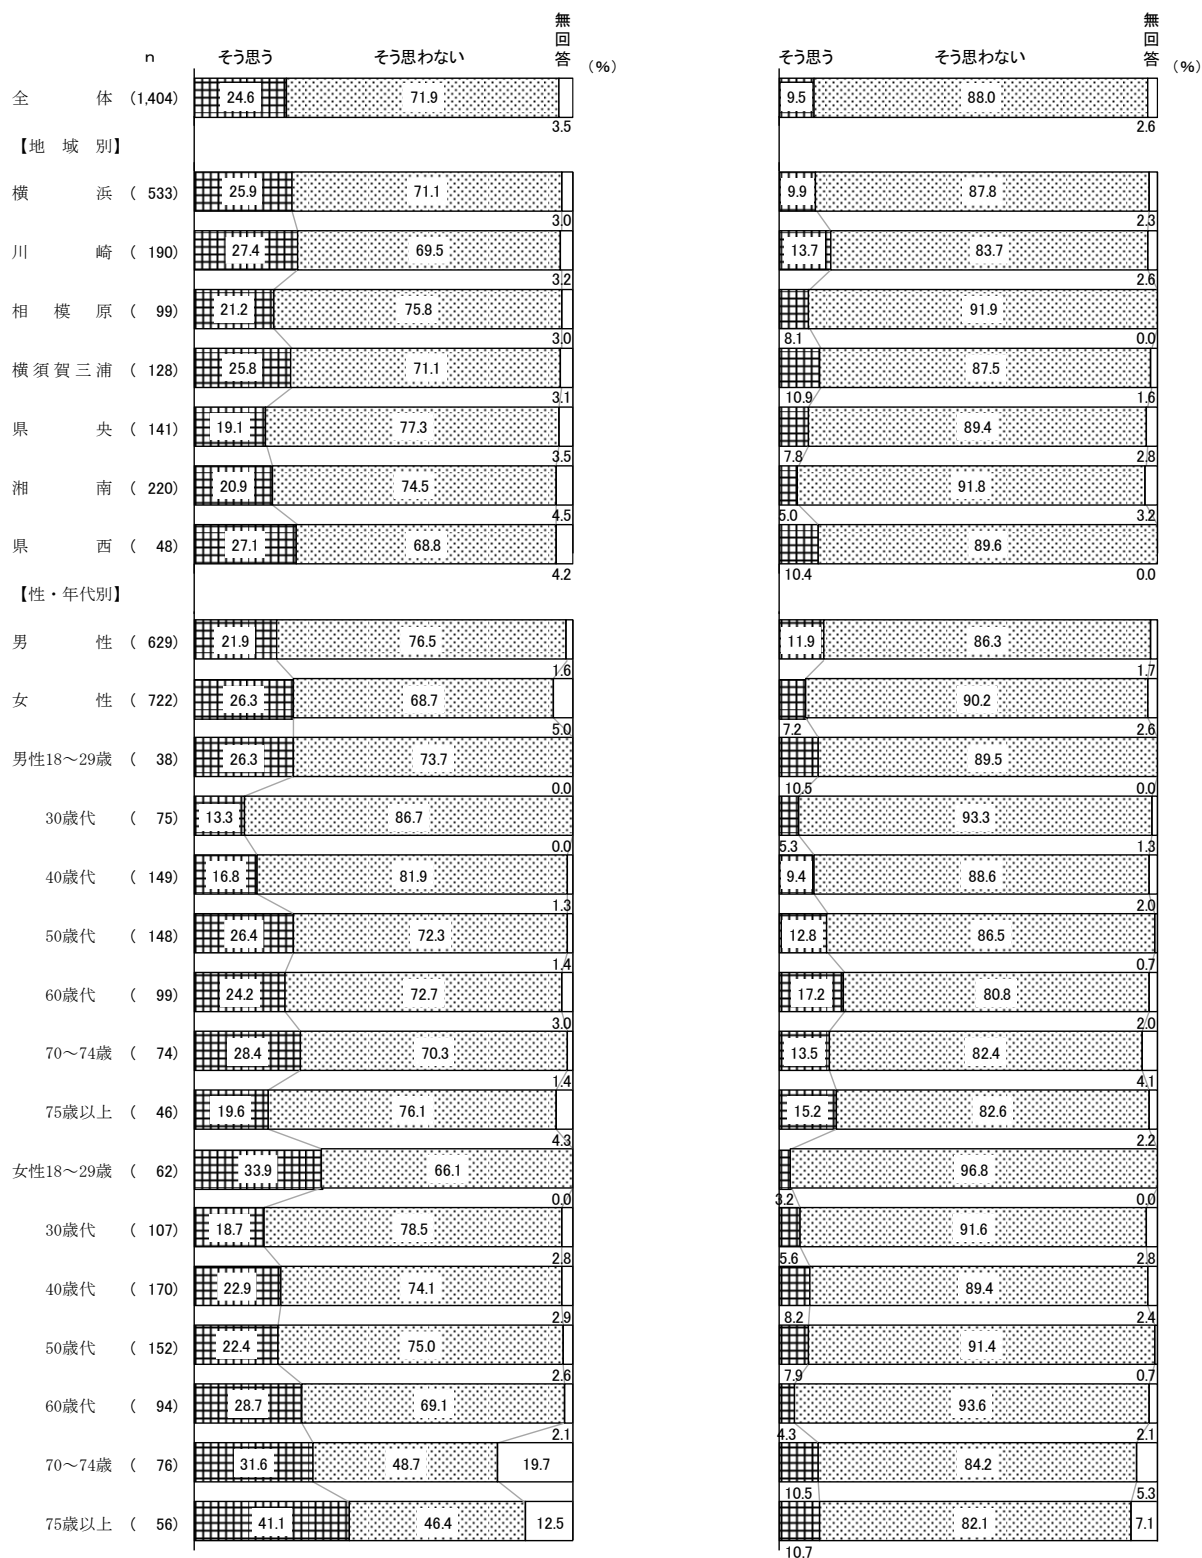 無回答 無回答
n そう思う そう思わない (%) そう思う そう思わない (%)
全体 (1,404) 24.6 71.9 3.5 9.5 88.0 2.6
【地域別】
横浜 ( 533) 25.9 71.1 3.0 9.9 87.8 2.3
川崎 ( 190) 27.4 69.5 3.2 13.7 83.7 2.6
相模原 ( 99) 21.2 75.8 3.0 8.1 91.9 0.0
横須賀三浦 ( 128) 25.8 71.1 3.1 10.9 87.5 1.6
県央 ( 141) 19.1 77.3 3.5 7.8 89.4 2.8
湘南 ( 220) 20.9 74.5 4.5 5.0 91.8 3.2
県西 ( 48) 27.1 68.8 4.2 10.4 89.6 0.0
【性・年代別】
男性 ( 629) 21.9 76.5 1.6 11.9 86.3 1.7
女性 ( 722) 26.3 68.7 5.0 7.2 90.2 2.6
男性18～29歳 ( 38) 26.3 73.7 0.0 10.5 89.5 0.0
30歳代 ( 75) 13.3 86.7 0.0 5.3 93.3 1.3
40歳代 ( 149) 16.8 81.9 1.3 9.4 88.6 2.0
50歳代 ( 148) 26.4 72.3 1.4 12.8 86.5 0.7
60歳代 ( 99) 24.2 72.7 3.0 17.2 80.8 2.0
70～74歳 ( 74) 28.4 70.3 1.4 13.5 82.4 4.1
75歳以上 ( 46) 19.6 76.1 4.3 15.2 82.6 2.2
女性18～29歳 ( 62) 33.9 66.1 0.0 3.2 96.8 0.0
30歳代 ( 107) 18.7 78.5 2.8 5.6 91.6 2.8
40歳代 ( 170) 22.9 74.1 2.9 8.2 89.4 2.4
50歳代 ( 152) 22.4 75.0 2.6 7.9 91.4 0.7
60歳代 ( 94) 28.7 69.1 2.1 4.3 93.6 2.1
70～74歳 ( 76) 31.6 48.7 19.7 10.5 84.2 5.3
75歳以上 ( 56) 41.1 46.4 12.5 10.7 82.1 7.1